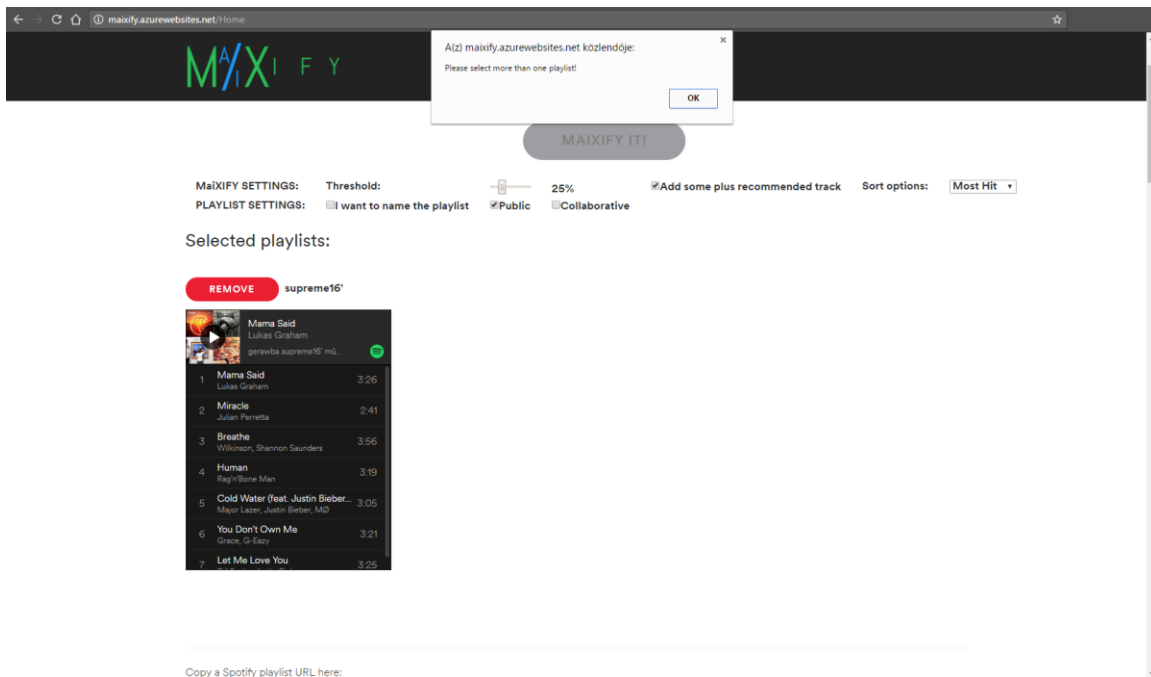 maixify.azurewebsites.net/Home
MAIXIFY
A(z) maixify.azurewebsites.net közlendője:
Please select more than one playlist!
OK
MAIXIFY IT!
MaiXIFY SETTINGS: Threshold: 25% Add some plus recommended track Sort options: Most Hit
PLAYLIST SETTINGS: I want to name the playlist Public Collaborative
Selected playlists:
REMOVE supreme16'
Mama Said
Lukas Graham
gerawba supreme16' mű...
1 Mama Said 3:26
Lukas Graham
2 Miracle 2:41
Julian Perretta
3 Breathe 3:56
Wilkinson, Shannon Saunders
4 Human 3:19
Rag'n'Bone Man
5 Cold Water (feat. Justin Bieber... 3:05
Major Lazer, Justin Bieber, MØ
6 You Don't Own Me 3:21
Grace, G-Eazy
7 Let Me Love You 3:25
Copy a Spotify playlist URL here: